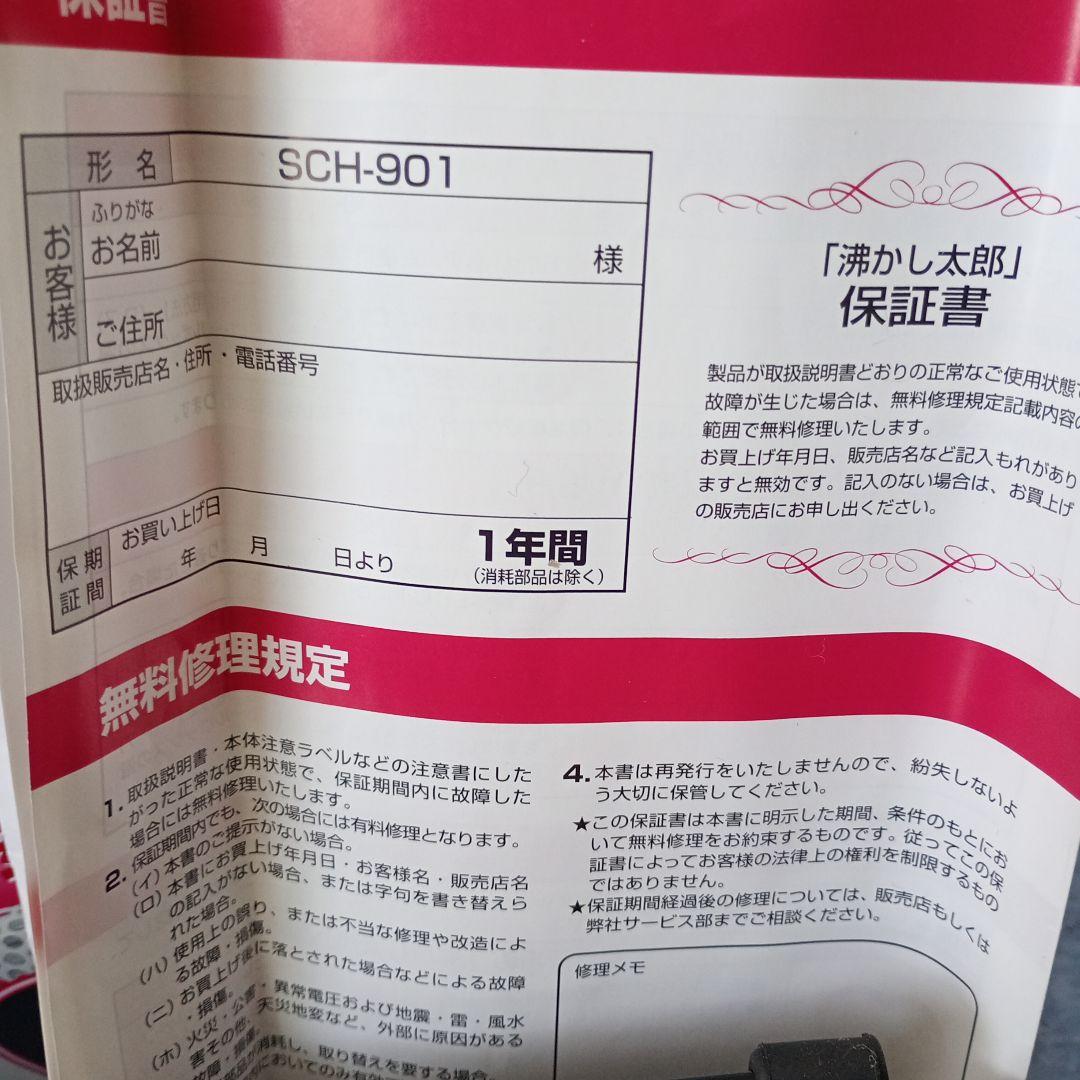 保証書
形 名 SCH-901
お客様
ふりがな
お名前 様
ご住所
取扱販売店名・住所・電話番号
保証期間
お買い上げ日
年 月 日より
1年間
(消耗部品は除く)
「沸かし太郎」
保証書
製品が取扱説明書どおりの正常なご使用状態で
故障が生じた場合は、無料修理規定記載内容の
範囲で無料修理いたします。
お買上げ年月日、販売店名など記入もれがあり
ますと無効です。記入のない場合は、お買上げ
の販売店にお申し出ください。
無料修理規定
1. 取扱説明書・本体注意ラベルなどの注意書にした
がった正常な使用状態で、保証期間内に故障した
場合には無料修理いたします。
2. 保証期間内でも、次の場合には有料修理となります。
(イ) 本書のご提示がない場合。
(ロ) 本書にお買上げ年月日・お客様名・販売店名
の記入がない場合、または字句を書き替えら
れた場合。
(ハ) 使用上の誤り、または不当な修理や改造によ
る故障・損傷。
(ニ) お買上げ後に落とされた場合などによる故障
・損傷。
(ホ) 火災・公害・異常電圧および地震・雷・風水
害その他、天災地変など、外部に原因がある
故障・損傷。
消耗し、取り替えを要する場合。
においてのみ有効
4. 本書は再発行をいたしませんので、紛失しないよ
う大切に保管してください。
★この保証書は本書に明示した期間、条件のもとにお
いて無料修理をお約束するものです。従ってこの保
証書によってお客様の法律上の権利を制限するもの
ではありません。
★保証期間経過後の修理については、販売店もしくは
弊社サービス部までご相談ください。
修理メモ